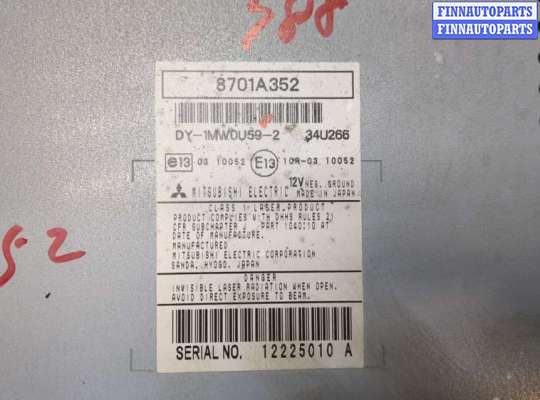 FINNAUTOPARTS
FINNAUTOPARTS
388
8701A352
DY-1MW0U59-2 34U266
e13 03 10052 E13 10R-03 10052
MITSUBISHI ELECTRIC 12V NEG. GROUND
MADE IN JAPAN
CLASS 1 LASER PRODUCT
PRODUCT COMPLIES WITH DHHS RULES 21
CFR SUBCHAPTER J PART 1040:10 AT
DATE OF MANUFACTURE.
MANUFACTURED
MITSUBISHI ELECTRIC CORPORATION
SANDA, HYOGO, JAPAN
DANGER
INVISIBLE LASER RADIATION WHEN OPEN.
AVOID DIRECT EXPOSURE TO BEAM.
SERIAL NO. 12225010 A